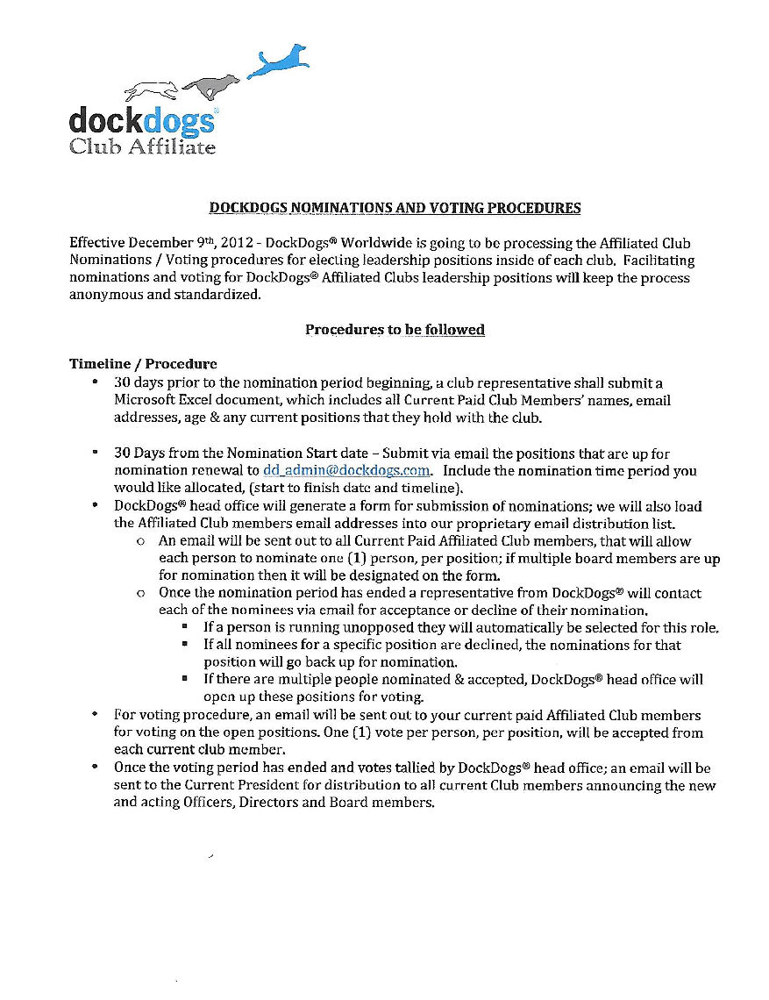 dockdogs®
Club Affiliate
DOCKDOGS NOMINATIONS AND VOTING PROCEDURES
Effective December 9th, 2012 - DockDogs® Worldwide is going to be processing the Affiliated Club
Nominations / Voting procedures for electing leadership positions inside of each club. Facilitating
nominations and voting for DockDogs® Affiliated Clubs leadership positions will keep the process
anonymous and standardized.
Procedures to be followed
Timeline / Procedure
• 30 days prior to the nomination period beginning, a club representative shall submit a
Microsoft Excel document, which includes all Current Paid Club Members' names, email
addresses, age & any current positions that they hold with the club.
• 30 Days from the Nomination Start date – Submit via email the positions that are up for
nomination renewal to dd_admin@dockdogs.com. Include the nomination time period you
would like allocated, (start to finish date and timeline).
• DockDogs® head office will generate a form for submission of nominations; we will also load
the Affiliated Club members email addresses into our proprietary email distribution list.
o An email will be sent out to all Current Paid Affiliated Club members, that will allow
each person to nominate one (1) person, per position; if multiple board members are up
for nomination then it will be designated on the form.
o Once the nomination period has ended a representative from DockDogs® will contact
each of the nominees via email for acceptance or decline of their nomination.
▪ If a person is running unopposed they will automatically be selected for this role.
▪ If all nominees for a specific position are declined, the nominations for that
position will go back up for nomination.
▪ If there are multiple people nominated & accepted, DockDogs® head office will
open up these positions for voting.
• For voting procedure, an email will be sent out to your current paid Affiliated Club members
for voting on the open positions. One (1) vote per person, per position, will be accepted from
each current club member.
• Once the voting period has ended and votes tallied by DockDogs® head office; an email will be
sent to the Current President for distribution to all current Club members announcing the new
and acting Officers, Directors and Board members.